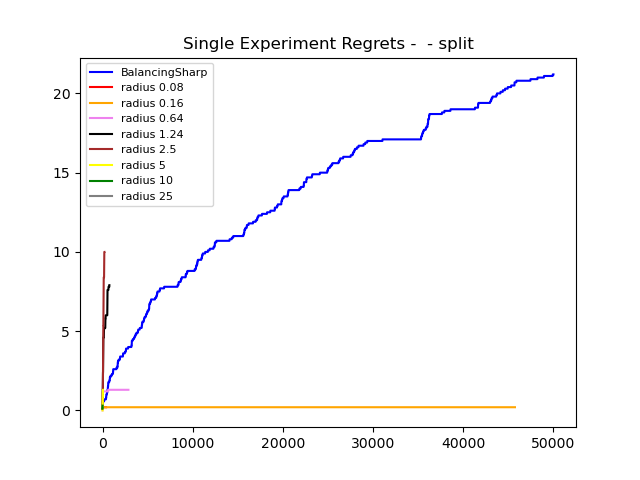 Single Experiment Regrets -  - split
BalancingSharp
radius 0.08
radius 0.16
radius 0.64
radius 1.24
radius 2.5
radius 5
radius 10
radius 25
20
15
10
5
0
0 10000 20000 30000 40000 50000